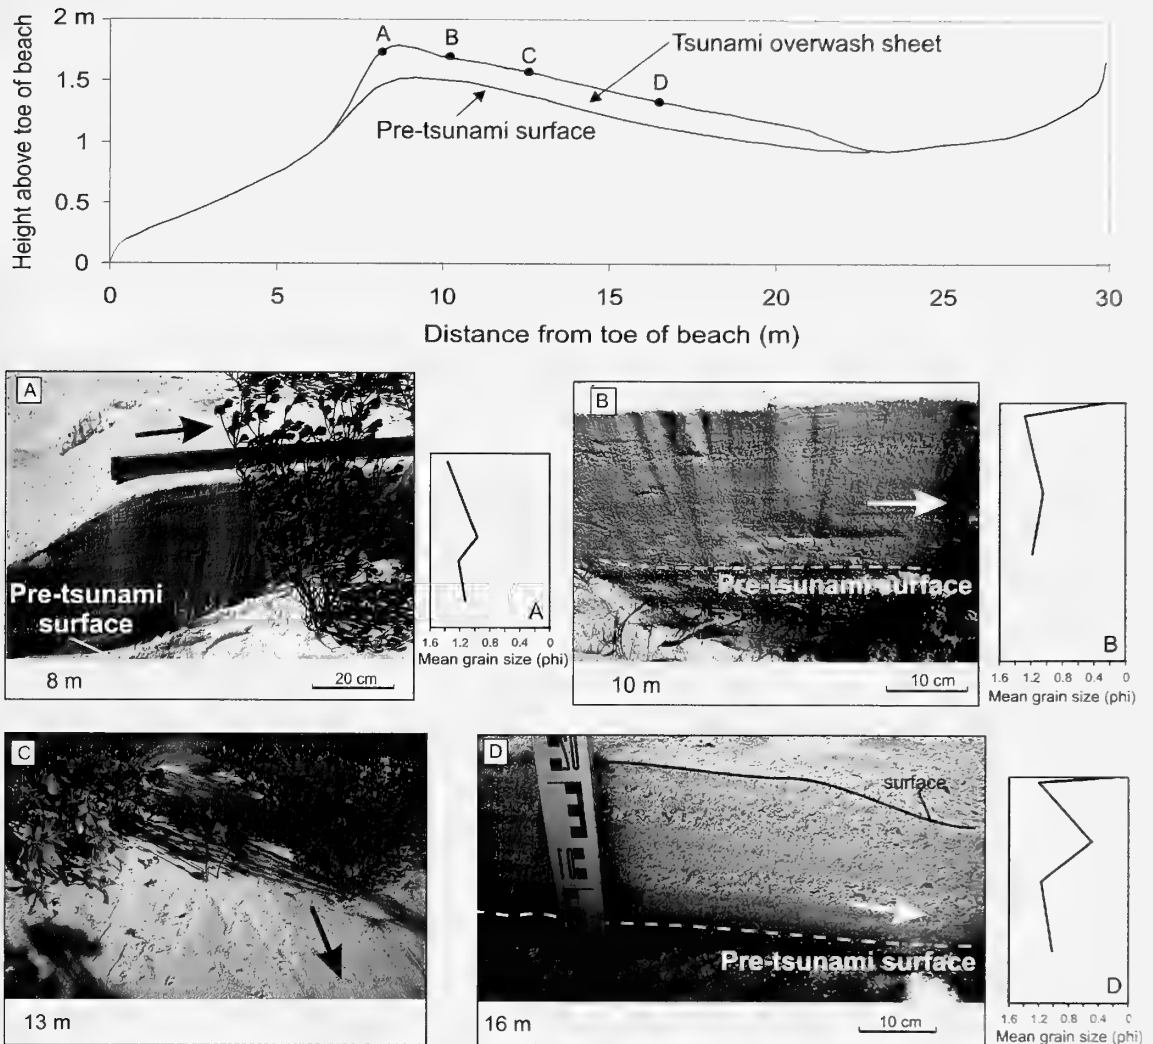 2 m
1.5
1
0.5
0
Height above toe of beach
A
B
C
D
Tsunami overwash sheet
Pre-tsunami surface
0
5
10
15
20
25
30
Distance from toe of beach (m)
A
Pre-tsunami
surface
8 m
20 cm
A
1.6 1.2 0.8 0.4 0
Mean grain size (phi)
B
Pre-tsunami surface
10 m
10 cm
B
1.6 1.2 0.8 0.4 0
Mean grain size (phi)
C
13 m
D
surface
Pre-tsunami surface
16 m
10 cm
D
1.6 1.2 0.8 0.4 0
Mean grain size (phi)